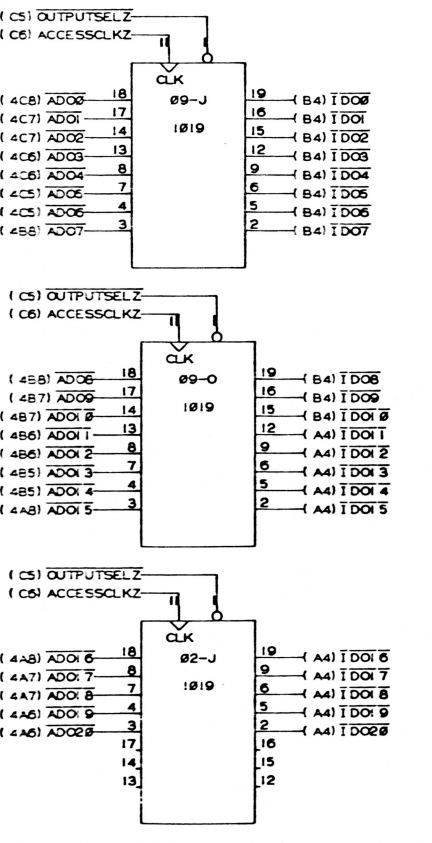 ( C5) OUTPUTSELZ
( C6) ACCESSCLKZ
11 1
CLK
( 4C8) ADO0 18 09-J 19 ( B4) IDO0
( 4C7) ADO1 17 16 ( B4) IDO1
( 4C7) ADO2 14 1019 15 ( B4) IDO2
( 4C6) ADO3 13 12 ( B4) IDO3
( 4C6) ADO4 8 9 ( B4) IDO4
( 4C5) ADO5 7 6 ( B4) IDO5
( 4C5) ADO6 4 5 ( B4) IDO6
( 4B8) ADO7 3 2 ( B4) IDO7
( C5) OUTPUTSELZ
( C6) ACCESSCLKZ
11 1
CLK
( 4B8) ADO8 18 09-O 19 ( B4) IDO8
( 4B7) ADO9 17 16 ( B4) IDO9
( 4B7) ADO10 14 1019 15 ( B4) IDO10
( 4B6) ADO11 13 12 ( A4) IDO11
( 4B6) ADO12 8 9 ( A4) IDO12
( 4B5) ADO13 7 6 ( A4) IDO13
( 4B5) ADO14 4 5 ( A4) IDO14
( 4A8) ADO15 3 2 ( A4) IDO15
( C5) OUTPUTSELZ
( C6) ACCESSCLKZ
11 1
CLK
( 4A8) ADO16 18 02-J 19 ( A4) IDO16
( 4A7) ADO17 8 9 ( A4) IDO17
( 4A7) ADO18 7 1019 6 ( A4) IDO18
( 4A6) ADO19 4 5 ( A4) IDO19
( 4A6) ADO20 3 2 ( A4) IDO20
17 16
14 15
13 12